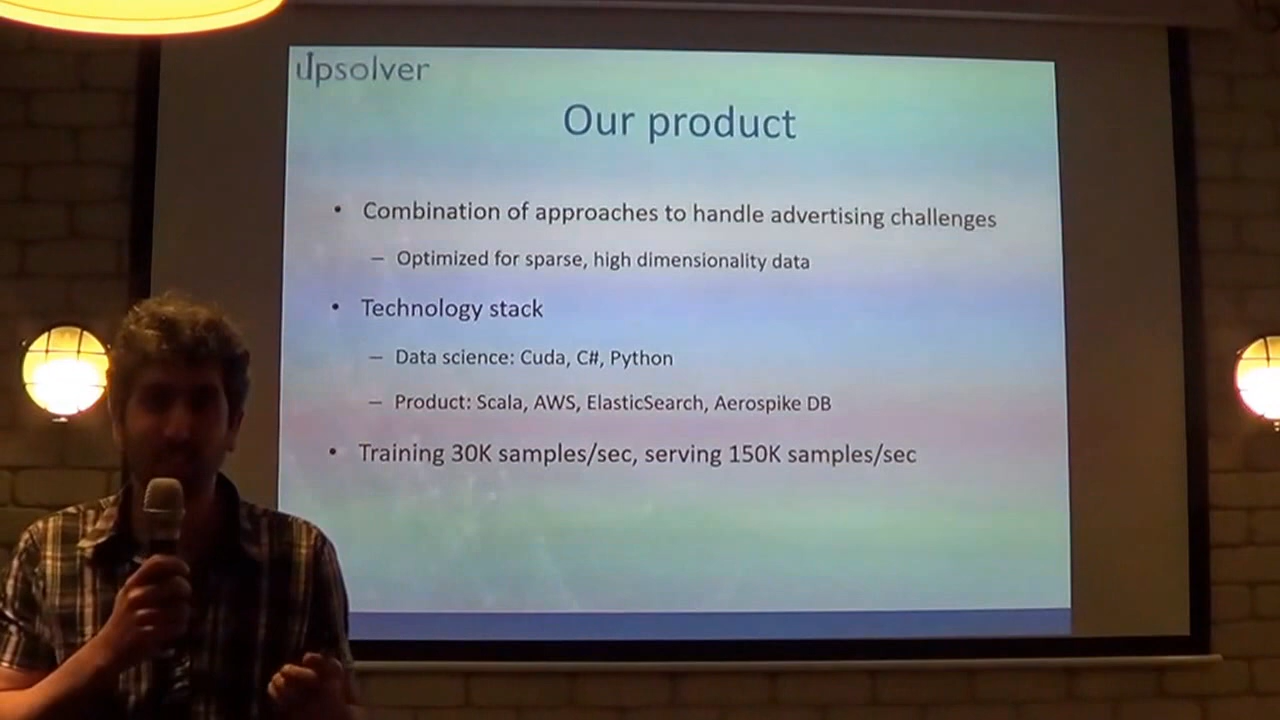 upsolver
Our product
• Combination of approaches to handle advertising challenges
– Optimized for sparse, high dimensionality data
• Technology stack
– Data science: Cuda, C#, Python
– Product: Scala, AWS, ElasticSearch, Aerospike DB
• Training 30K samples/sec, serving 150K samples/sec